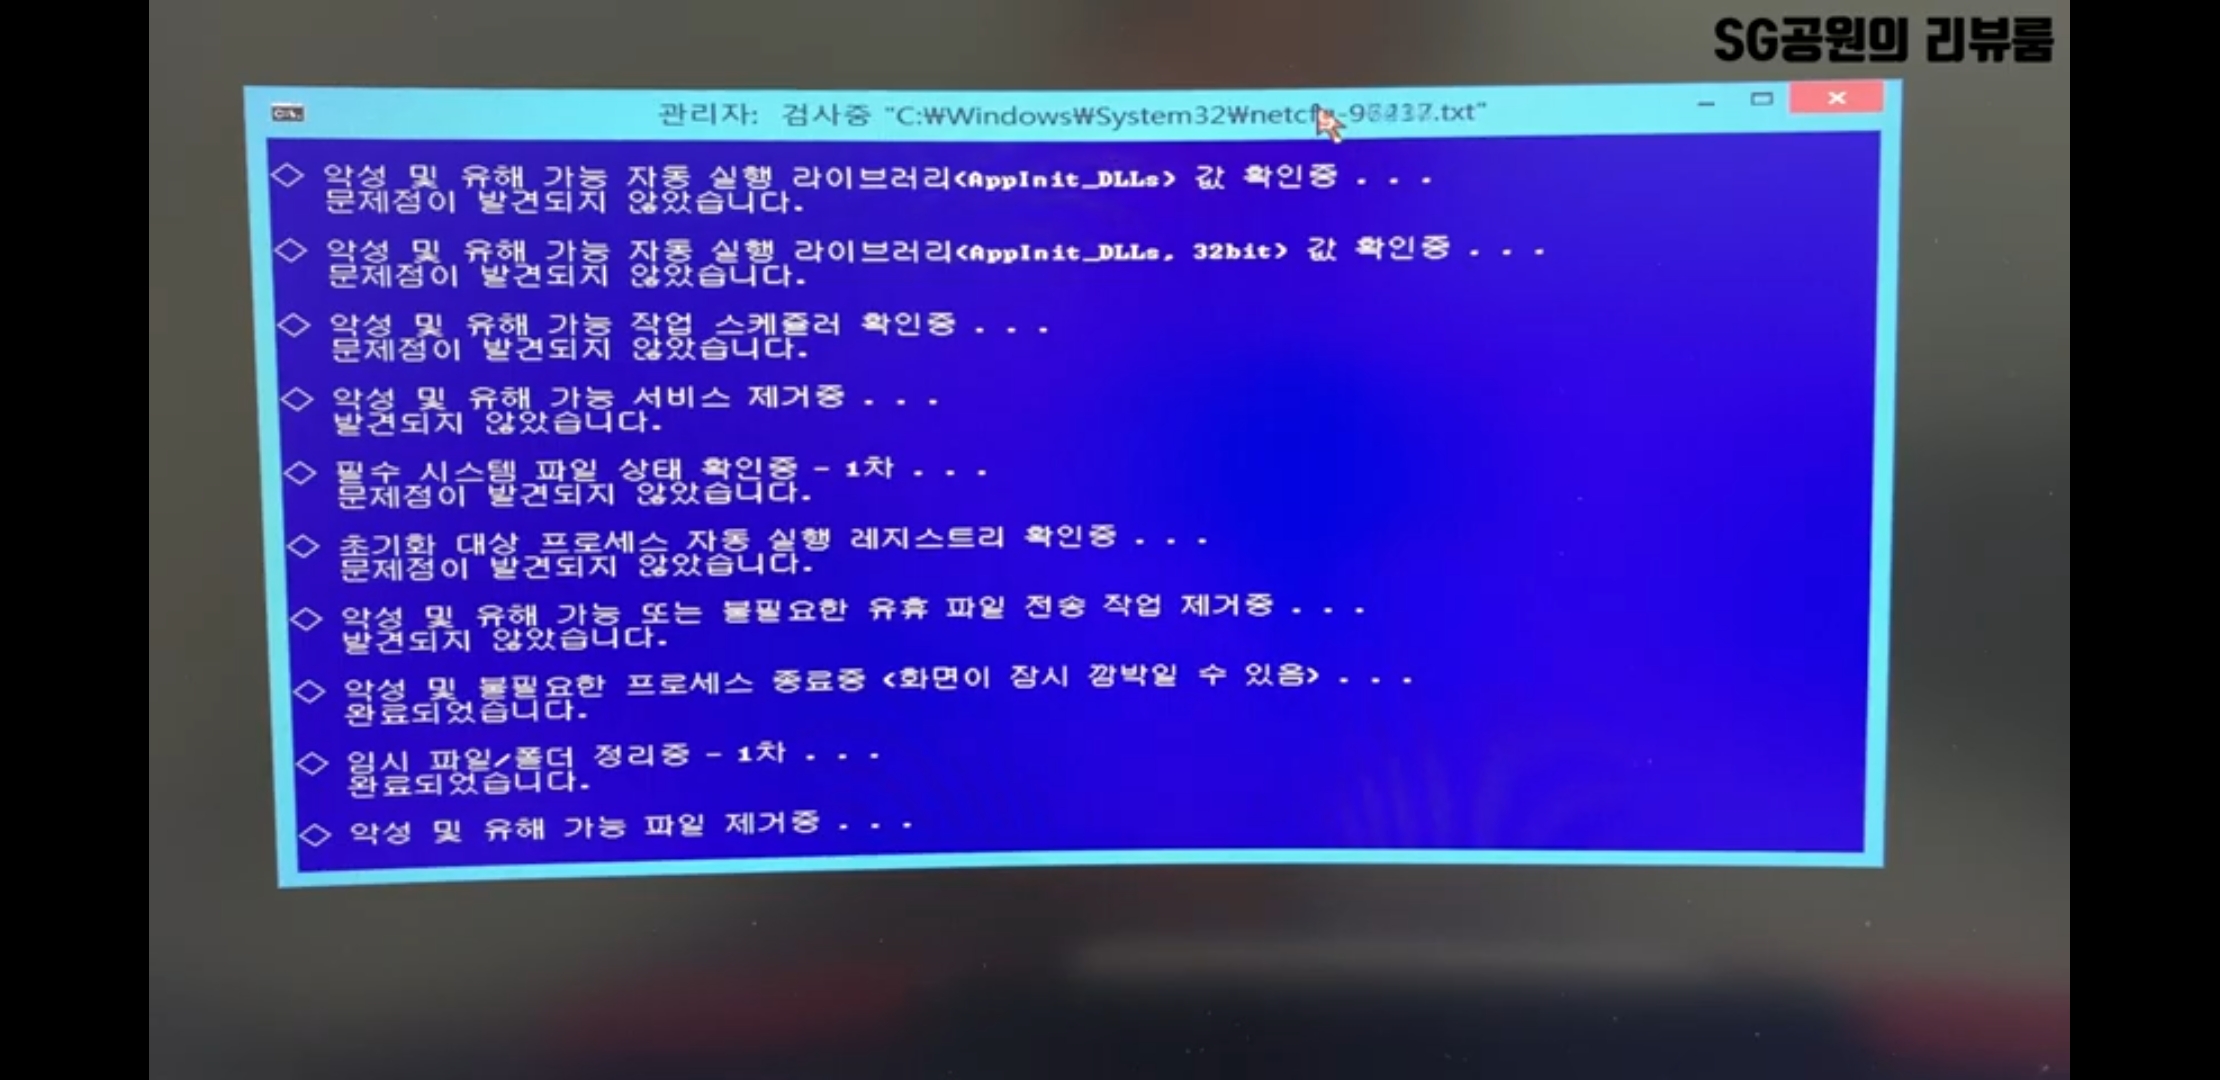 SG공원의 리뷰룸
관리자: 검사중 "C:\Windows\System32\
◇ 악성 및 유해 가능 자동 실행 라이브러리<AppInit_DLLs> 값 확인중 . . .
문제점이 발견되지 않았습니다.
◇ 악성 및 유해 가능 자동 실행 라이브러리<AppInit_DLLs, 32bit> 값 확인중 . . .
문제점이 발견되지 않았습니다.
◇ 악성 및 유해 가능 작업 스케쥴러 확인중 . . .
문제점이 발견되지 않았습니다.
◇ 악성 및 유해 가능 서비스 제거중 . . .
발견되지 않았습니다.
◇ 필수 시스템 파일 상태 확인중 - 1차 . . .
문제점이 발견되지 않았습니다.
◇ 초기화 대상 프로세스 자동 실행 레지스트리 확인중 . . .
문제점이 발견되지 않았습니다.
◇ 악성 및 유해 가능 또는 불필요한 유휴 파일 전송 작업 제거중 . . .
발견되지 않았습니다.
◇ 악성 및 불필요한 프로세스 종료중 <화면이 잠시 깜박일 수 있음> . . .
완료되었습니다.
◇ 임시 파일/폴더 정리중 - 1차 . . .
완료되었습니다.
◇ 악성 및 유해 가능 파일 제거중 . . .